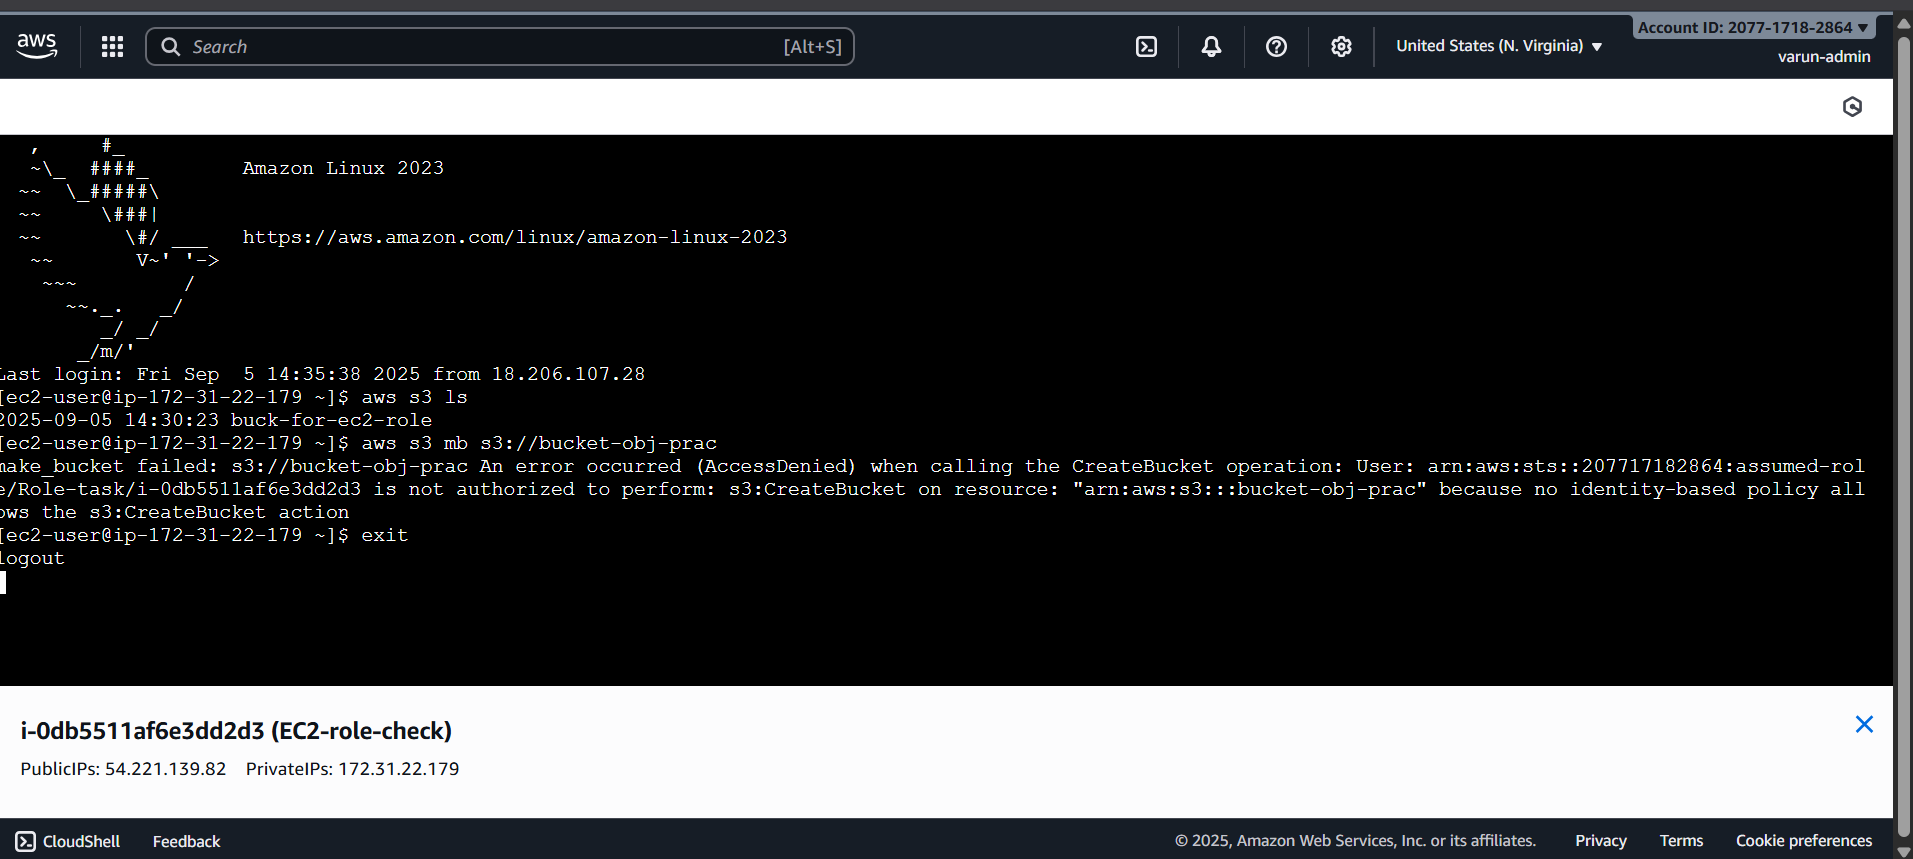 aws
Search [Alt+S]
United States (N. Virginia) ▼
Account ID: 2077-1718-2864 ▼
varun-admin
   ,     #_
   ~\_  ####_        Amazon Linux 2023
  ~~  \_#####\
  ~~     \###|
  ~~       \#/ ___   https://aws.amazon.com/linux/amazon-linux-2023
   ~~       V~' '->
    ~~~         /
      ~~._.   _/
         _/ _/
       _/m/'
Last login: Fri Sep  5 14:35:38 2025 from 18.206.107.28
[ec2-user@ip-172-31-22-179 ~]$ aws s3 ls
2025-09-05 14:30:23 buck-for-ec2-role
[ec2-user@ip-172-31-22-179 ~]$ aws s3 mb s3://bucket-obj-prac
make_bucket failed: s3://bucket-obj-prac An error occurred (AccessDenied) when calling the CreateBucket operation: User: arn:aws:sts::207717182864:assumed-rol
e/Role-task/i-0db5511af6e3dd2d3 is not authorized to perform: s3:CreateBucket on resource: "arn:aws:s3:::bucket-obj-prac" because no identity-based policy all
ows the s3:CreateBucket action
[ec2-user@ip-172-31-22-179 ~]$ exit
logout
i-0db5511af6e3dd2d3 (EC2-role-check)
PublicIPs: 54.221.139.82 PrivateIPs: 172.31.22.179
CloudShell Feedback © 2025, Amazon Web Services, Inc. or its affiliates. Privacy Terms Cookie preferences